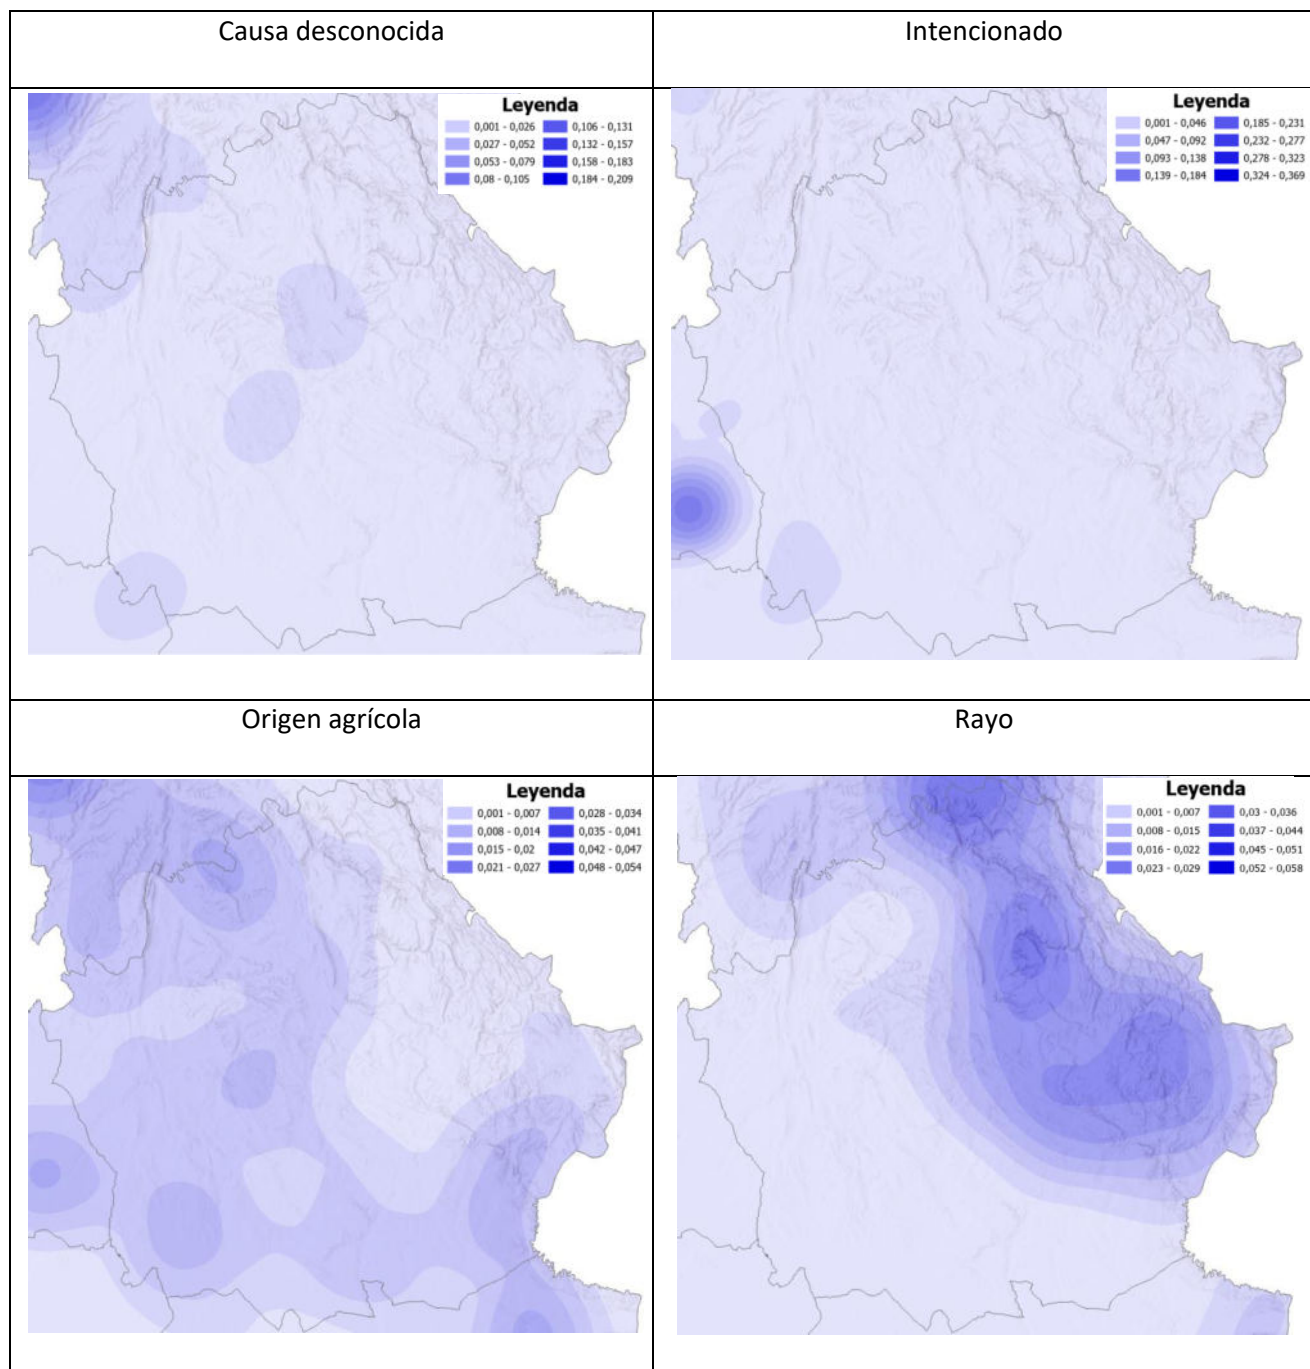 Causa desconocida
Intencionado
Leyenda
0,001 - 0,026 0,106 - 0,131
0,027 - 0,052 0,132 - 0,157
0,053 - 0,079 0,158 - 0,183
0,08 - 0,105 0,184 - 0,209
Leyenda
0,001 - 0,046 0,185 - 0,231
0,047 - 0,092 0,232 - 0,277
0,093 - 0,138 0,278 - 0,323
0,139 - 0,184 0,324 - 0,369
Origen agrícola
Rayo
Leyenda
0,001 - 0,007 0,028 - 0,034
0,008 - 0,014 0,035 - 0,041
0,015 - 0,02 0,042 - 0,047
0,021 - 0,027 0,048 - 0,054
Leyenda
0,001 - 0,007 0,03 - 0,036
0,008 - 0,015 0,037 - 0,044
0,016 - 0,022 0,045 - 0,051
0,023 - 0,029 0,052 - 0,058